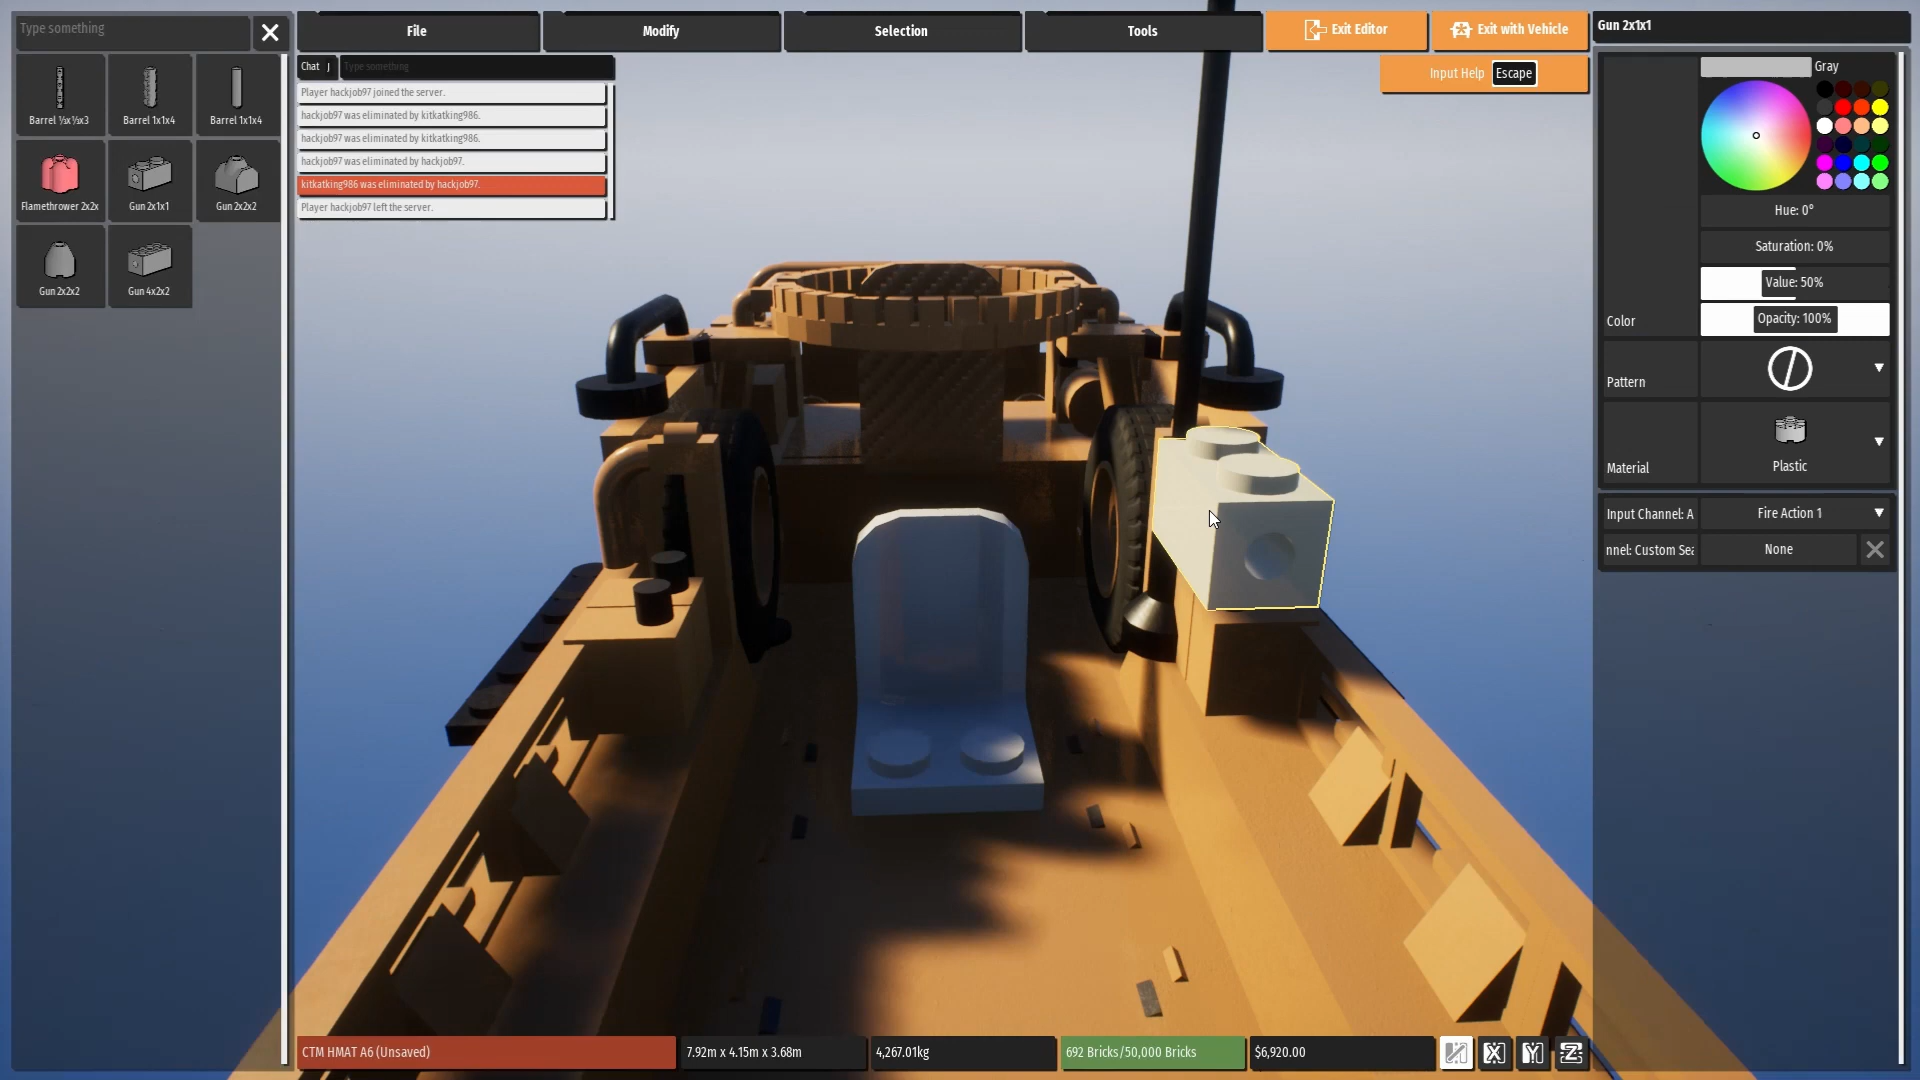 Type something
File
Modify
Selection
Tools
Exit Editor
Exit with Vehicle
Gun 2x1x1
Input Help Escape
Chat J Type something
Player hackjob97 joined the server.
hackjob97 was eliminated by kitkatking986.
hackjob97 was eliminated by kitkatking986.
hackjob97 was eliminated by hackjob97.
kitkatking986 was eliminated by hackjob97.
Player hackjob97 left the server.
Barrel ⅓x⅓x3
Barrel 1x1x4
Barrel 1x1x4
Flamethrower 2x2x
Gun 2x1x1
Gun 2x2x2
Gun 2x2x2
Gun 4x2x2
Gray
Hue: 0°
Saturation: 0%
Value: 50%
Color
Opacity: 100%
Pattern
Material
Plastic
Input Channel: A
Fire Action 1
nnel: Custom Sea
None
CTM HMAT A6 (Unsaved)
7.92m x 4.15m x 3.68m
4,267.01kg
692 Bricks/50,000 Bricks
$6,920.00
X
Y
Z